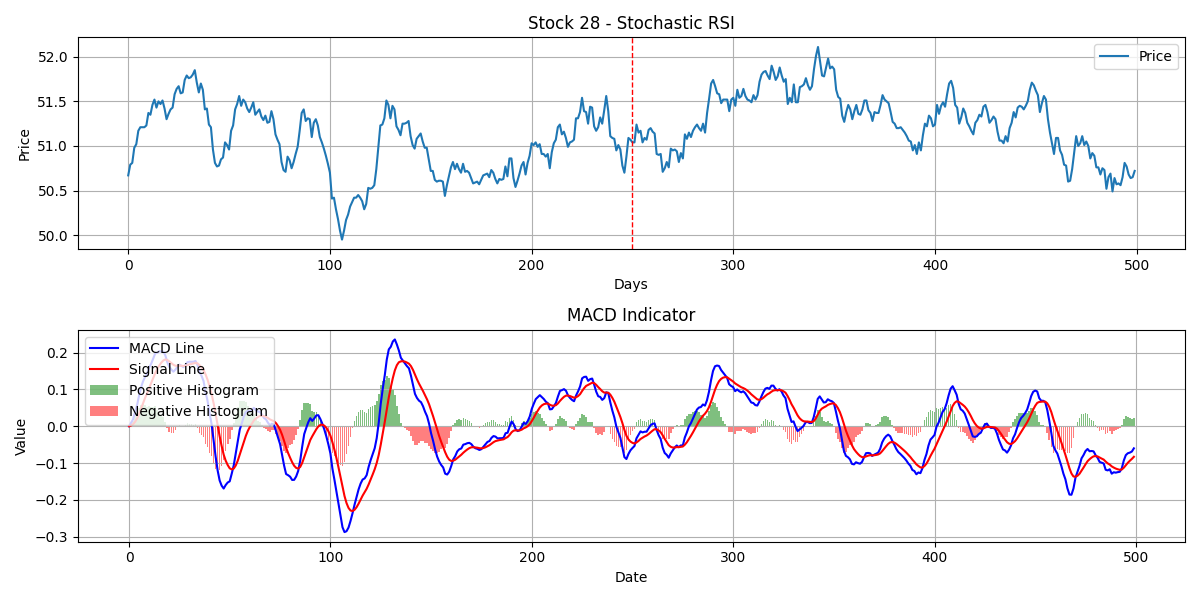 Stock 28 - Stochastic RSI
Price
52.0
51.5
51.0
50.5
50.0
Price
0 100 200 300 400 500
Days
MACD Indicator
MACD Line
Signal Line
Positive Histogram
Negative Histogram
Value
0.2
0.1
0.0
−0.1
−0.2
−0.3
0 100 200 300 400 500
Date